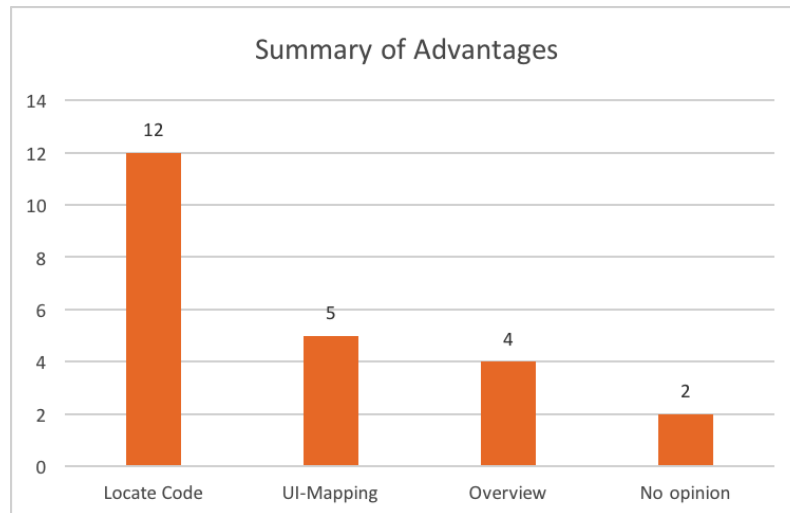 Summary of Advantages
14
12
12
10
8
6
5
4
4
2
2
0
Locate Code
UI-Mapping
Overview
No opinion